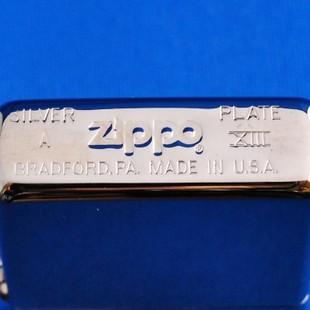 SILVER PLATE
A Zippo® XIII
BRADFORD,PA. MADE IN U.S.A.